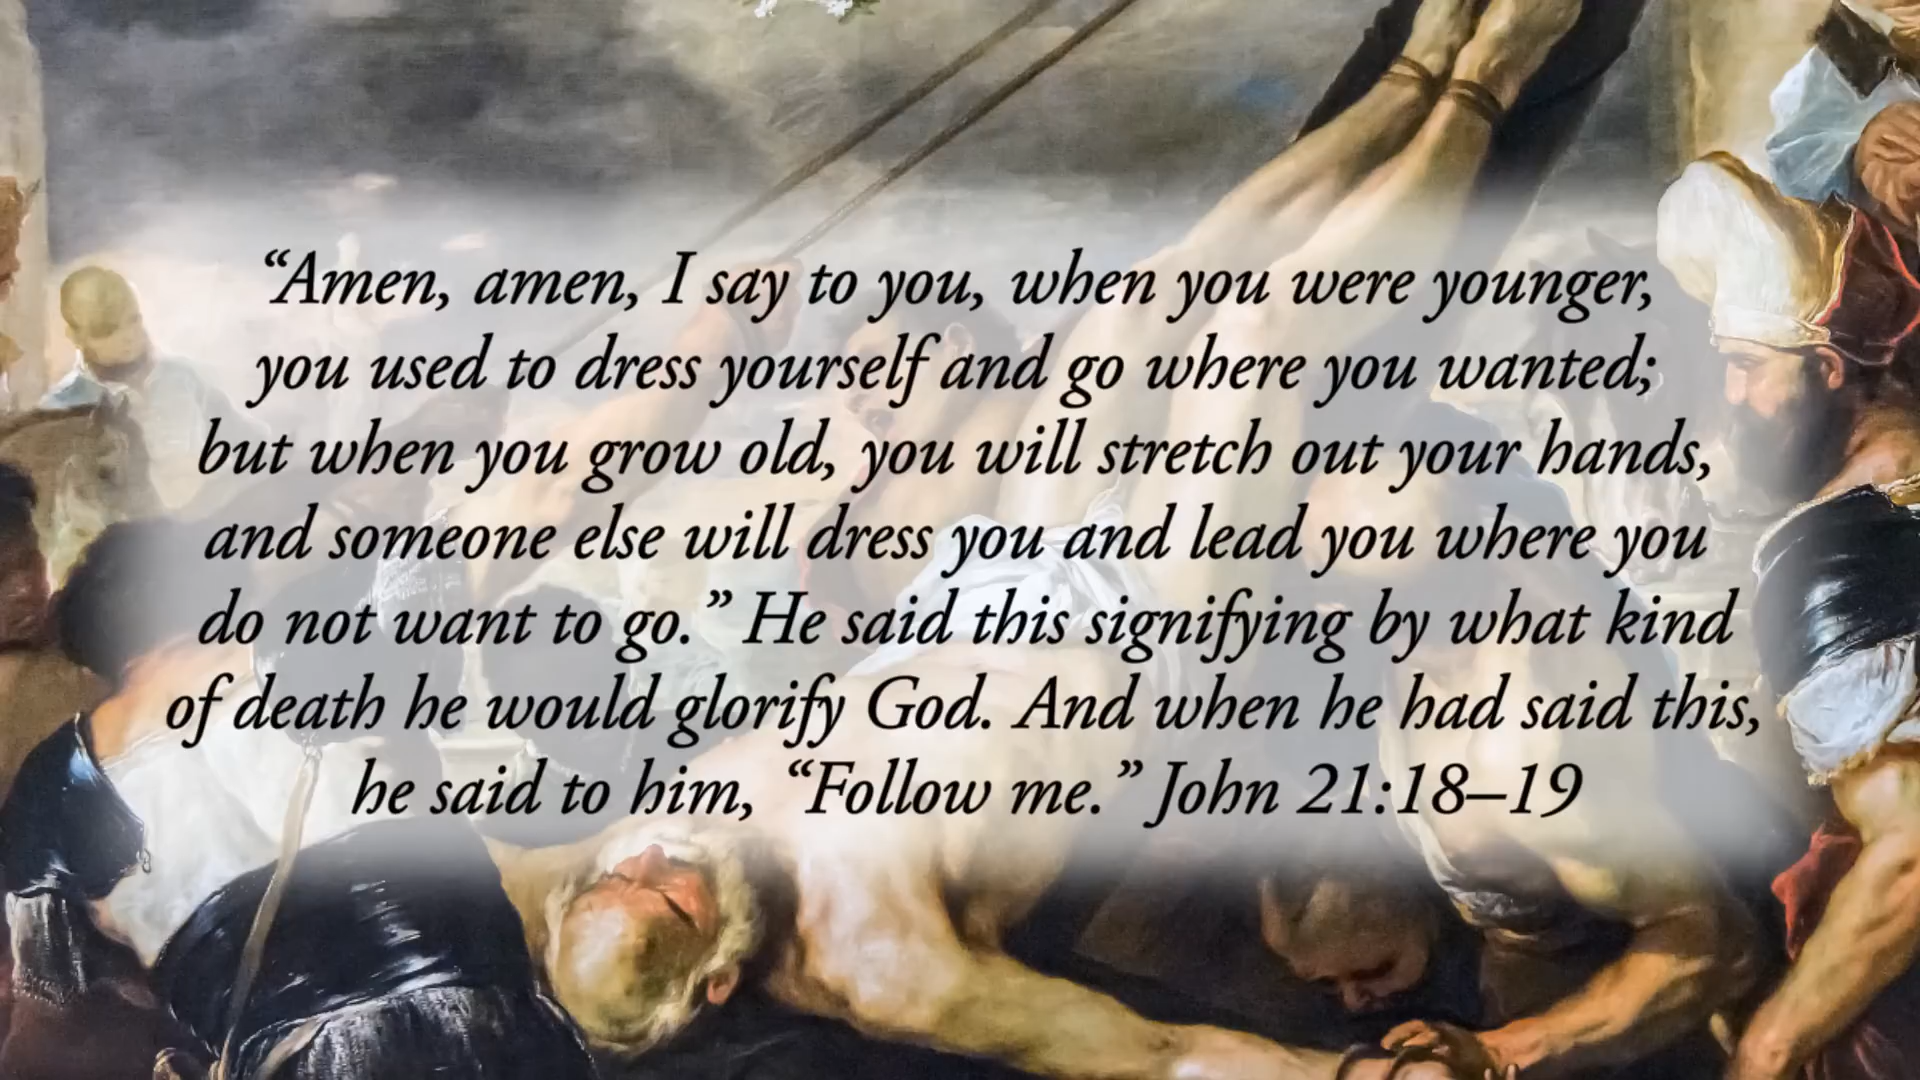 “Amen, amen, I say to you, when you were younger,
you used to dress yourself and go where you wanted;
but when you grow old, you will stretch out your hands,
and someone else will dress you and lead you where you
do not want to go.” He said this signifying by what kind
of death he would glorify God. And when he had said this,
he said to him, “Follow me.” John 21:18–19